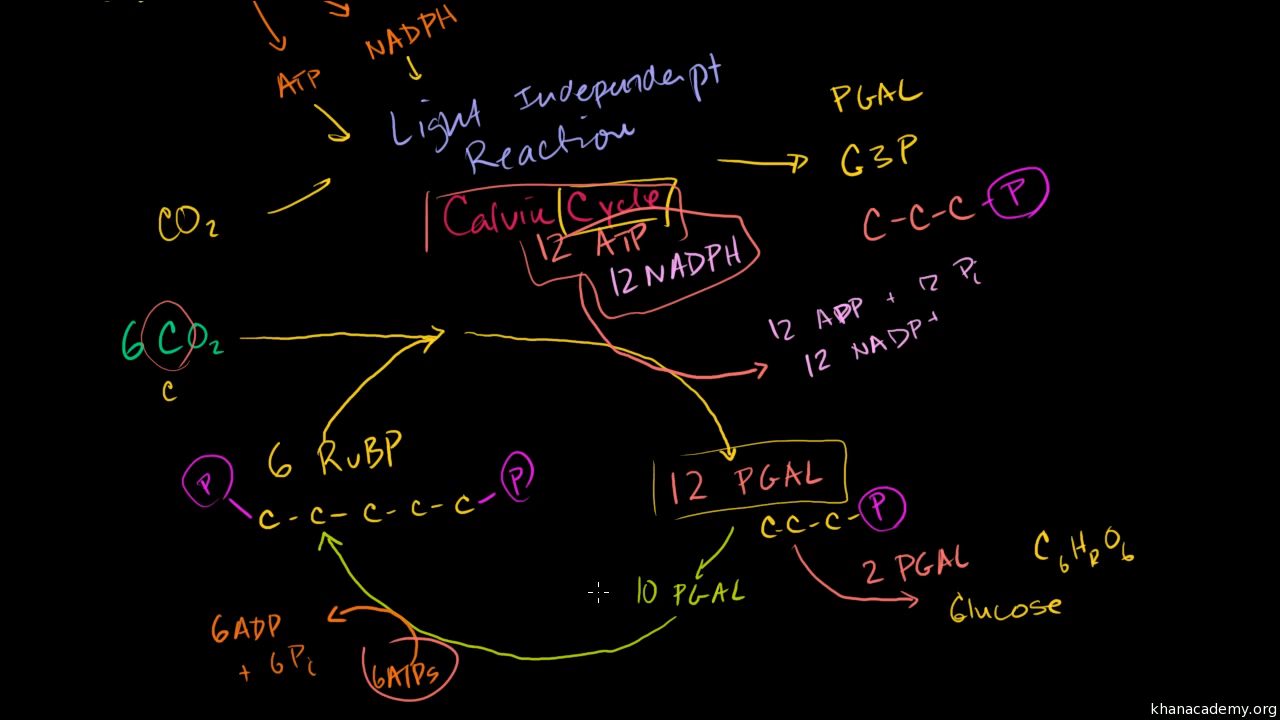 NADPH
ATP
Light Independent
Reaction
PGAL
G3P
CO₂
Calvin Cycle
C-C-C-P
12 ATP
12 NADPH
12 ADP + 12 Pi
12 NADP+
6 CO₂
C
6 RuBP
P C-C-C-C-C-P
12 PGAL
C-C-C-P
2 PGAL
C₆H₁₂O₆
Glucose
10 PGAL
6ADP
+ 6Pi
6ATPs
khanacademy.org